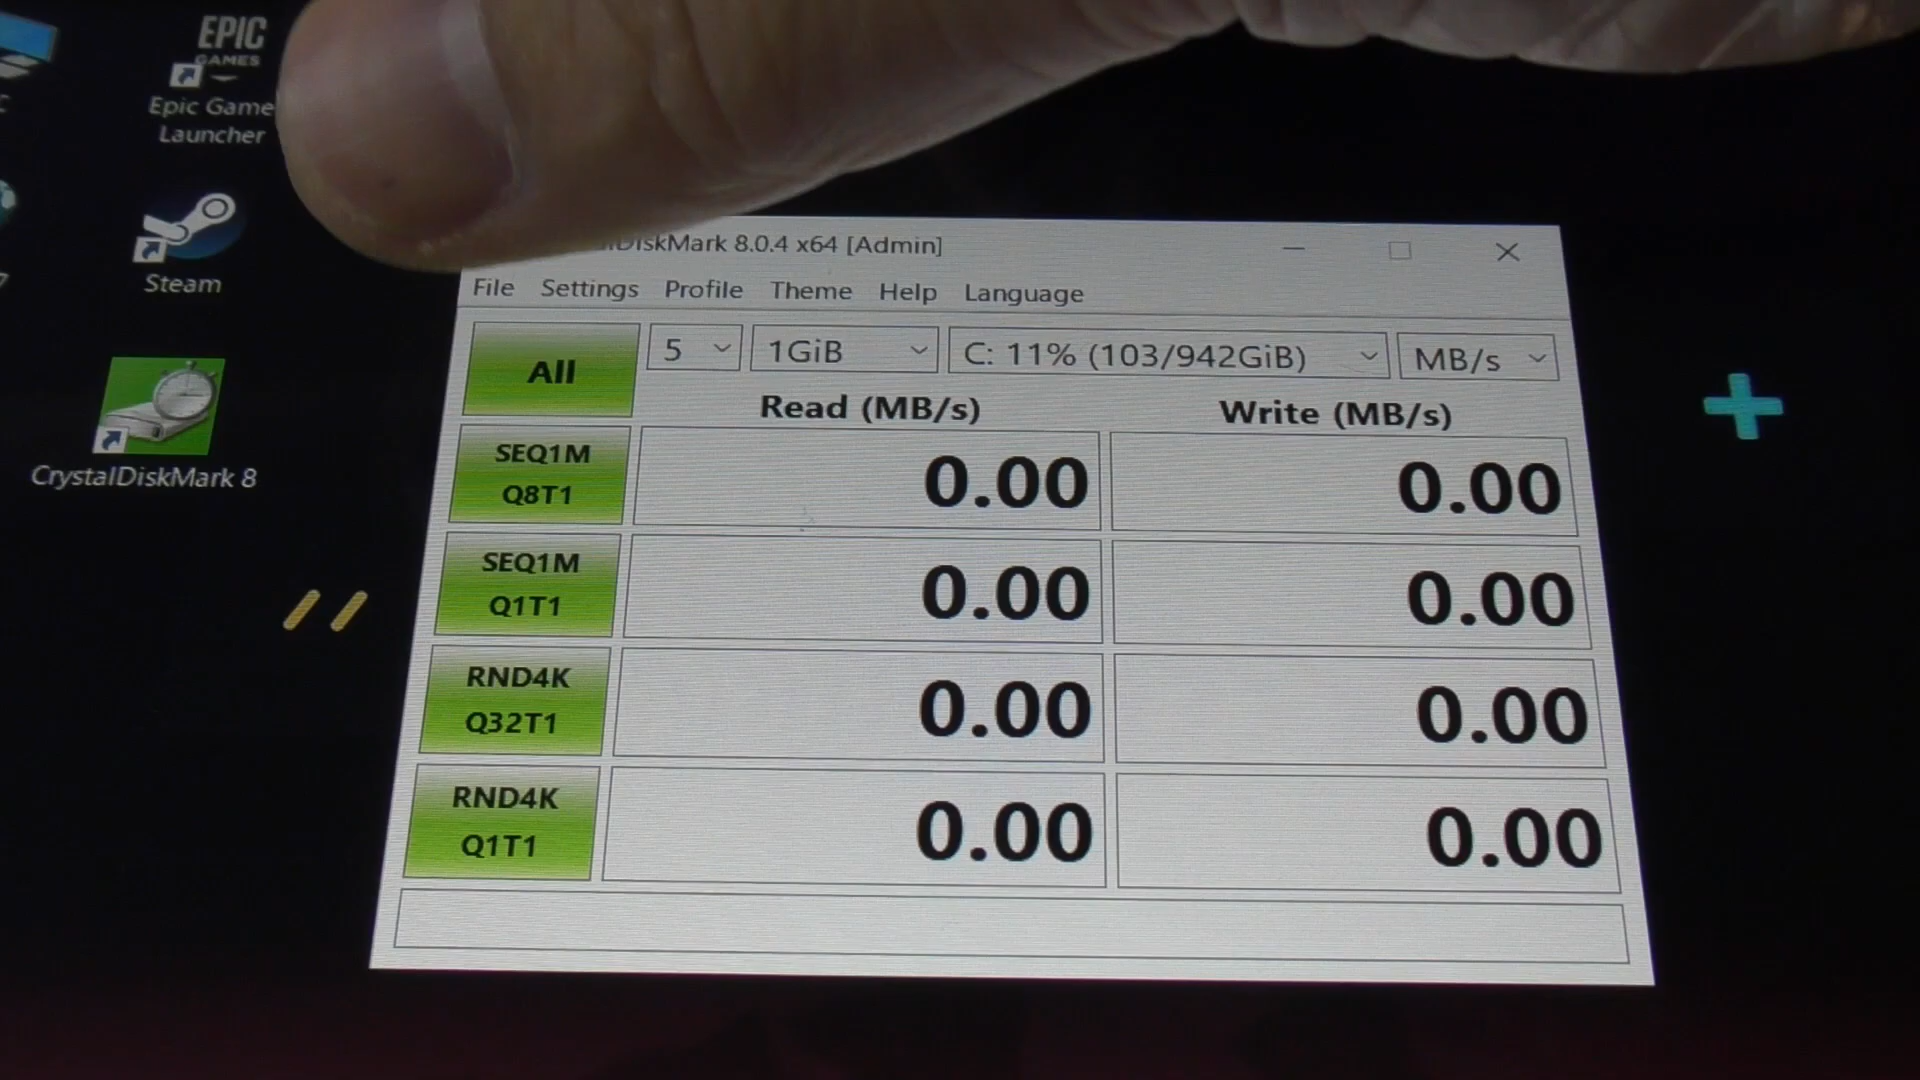 EPIC
GAMES
Epic Game
Launcher
Steam
CrystalDiskMark 8
DiskMark 8.0.4 x64 [Admin]
File Settings Profile Theme Help Language
All 5 1GiB C: 11% (103/942GiB) MB/s
Read (MB/s) Write (MB/s)
SEQ1M
Q8T1
0.00 0.00
SEQ1M
Q1T1
0.00 0.00
RND4K
Q32T1
0.00 0.00
RND4K
Q1T1
0.00 0.00